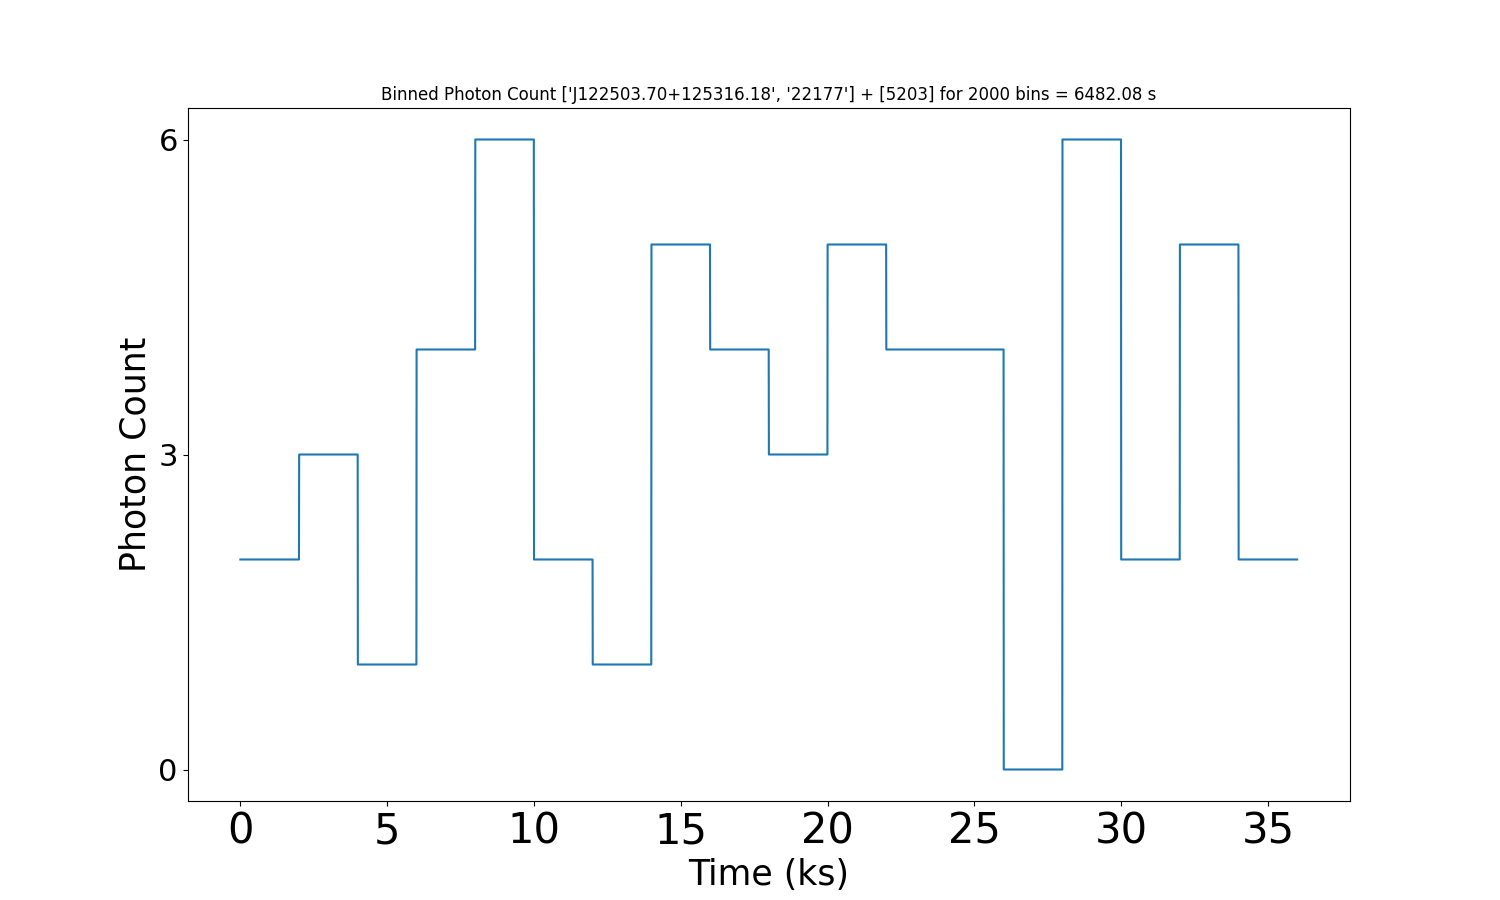 Binned Photon Count ['J122503.70+125316.18', '22177'] + [5203] for 2000 bins = 6482.08 s
6
3
0
Photon Count
0 5 10 15 20 25 30 35
Time (ks)